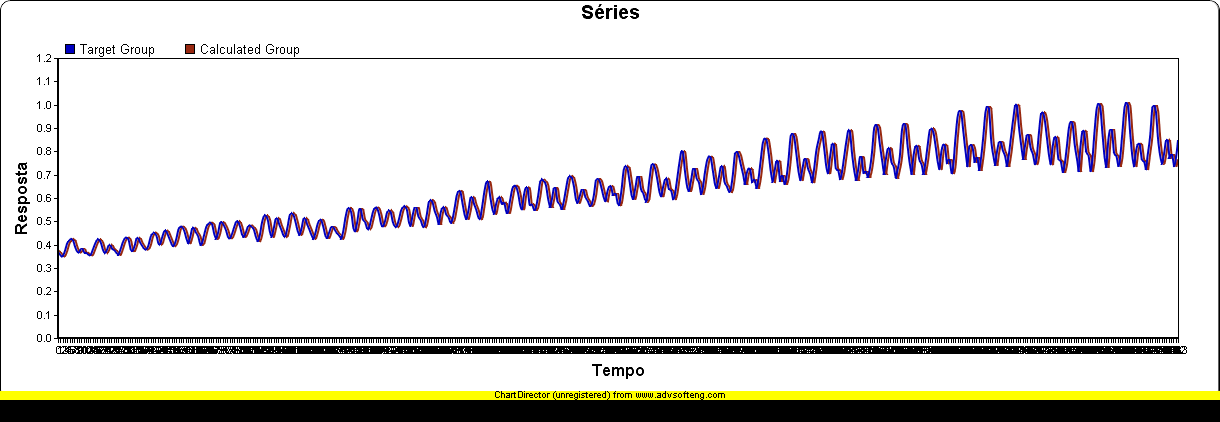 Séries
Target Group
Calculated Group
1.2
1.1
1.0
0.9
0.8
0.7
0.6
0.5
0.4
0.3
0.2
0.1
0.0
Resposta
Tempo
ChartDirector (unregistered) from www.advsofteng.com